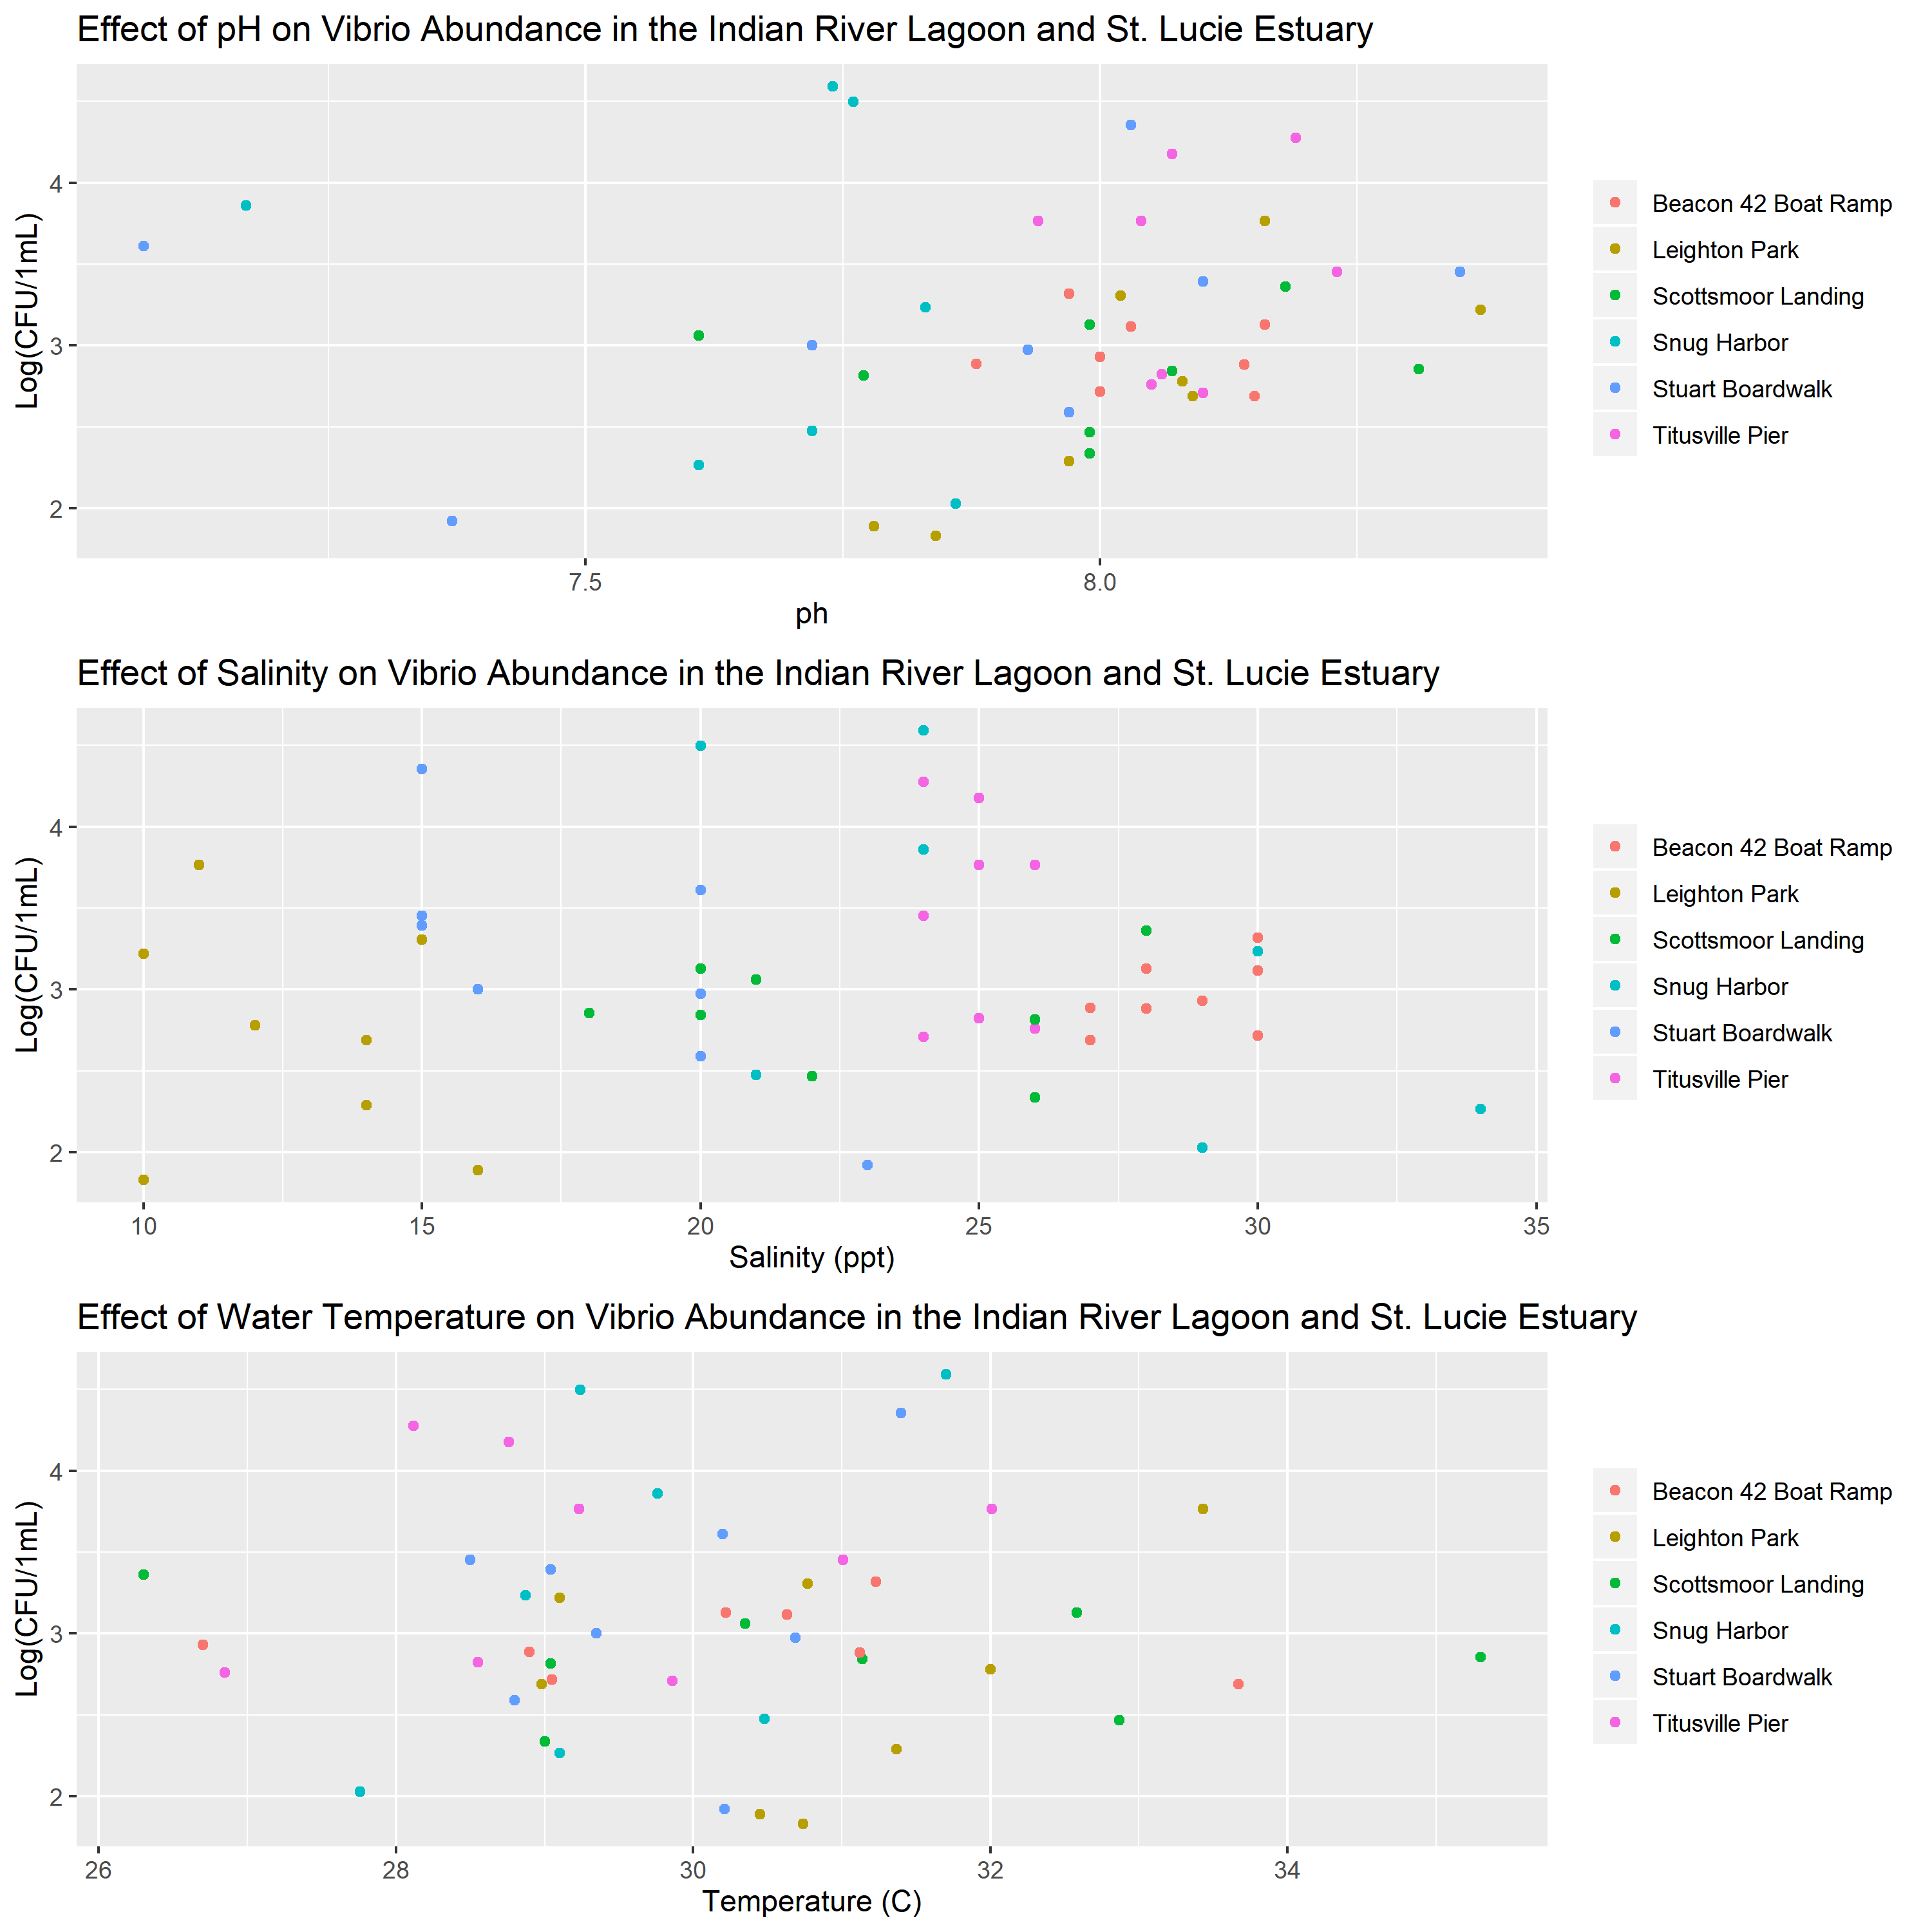 Effect of pH on Vibrio Abundance in the Indian River Lagoon and St. Lucie Estuary
Log(CFU/1mL)
4
3
2
7.5
8.0
ph
Beacon 42 Boat Ramp
Leighton Park
Scottsmoor Landing
Snug Harbor
Stuart Boardwalk
Titusville Pier
Effect of Salinity on Vibrio Abundance in the Indian River Lagoon and St. Lucie Estuary
Log(CFU/1mL)
4
3
2
10
15
20
25
30
35
Salinity (ppt)
Beacon 42 Boat Ramp
Leighton Park
Scottsmoor Landing
Snug Harbor
Stuart Boardwalk
Titusville Pier
Effect of Water Temperature on Vibrio Abundance in the Indian River Lagoon and St. Lucie Estuary
Log(CFU/1mL)
4
3
2
26
28
30
32
34
Temperature (C)
Beacon 42 Boat Ramp
Leighton Park
Scottsmoor Landing
Snug Harbor
Stuart Boardwalk
Titusville Pier